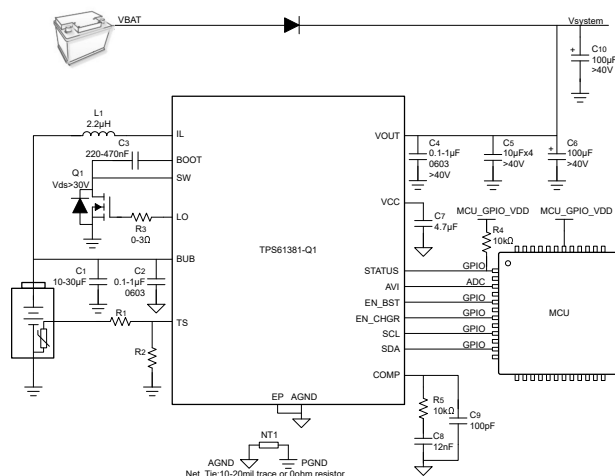 VBAT
Vsystem
C10
100µF
>40V
L1
2.2µH
IL
C3
220-470nF
BOOT
SW
Q1
Vds>30V
LO
R3
0-3Ω
BUB
C1
10-30µF
C2
0.1-1µF
0603
TS
R1
R2
TPS61381-Q1
EP AGND
VOUT
C4
0.1-1µF
0603
>40V
C5
10µFx4
>40V
C6
100µF
>40V
VCC
C7
4.7µF
MCU_GPIO_VDD
MCU_GPIO_VDD
R4
10kΩ
STATUS
GPIO
AVI
ADC
EN_BST
GPIO
EN_CHGR
GPIO
SCL
GPIO
SDA
GPIO
MCU
COMP
R5
10kΩ
C8
12nF
C9
100pF
NT1
AGND
PGND
Net Tie:10-20mil trace or 0ohm resistor